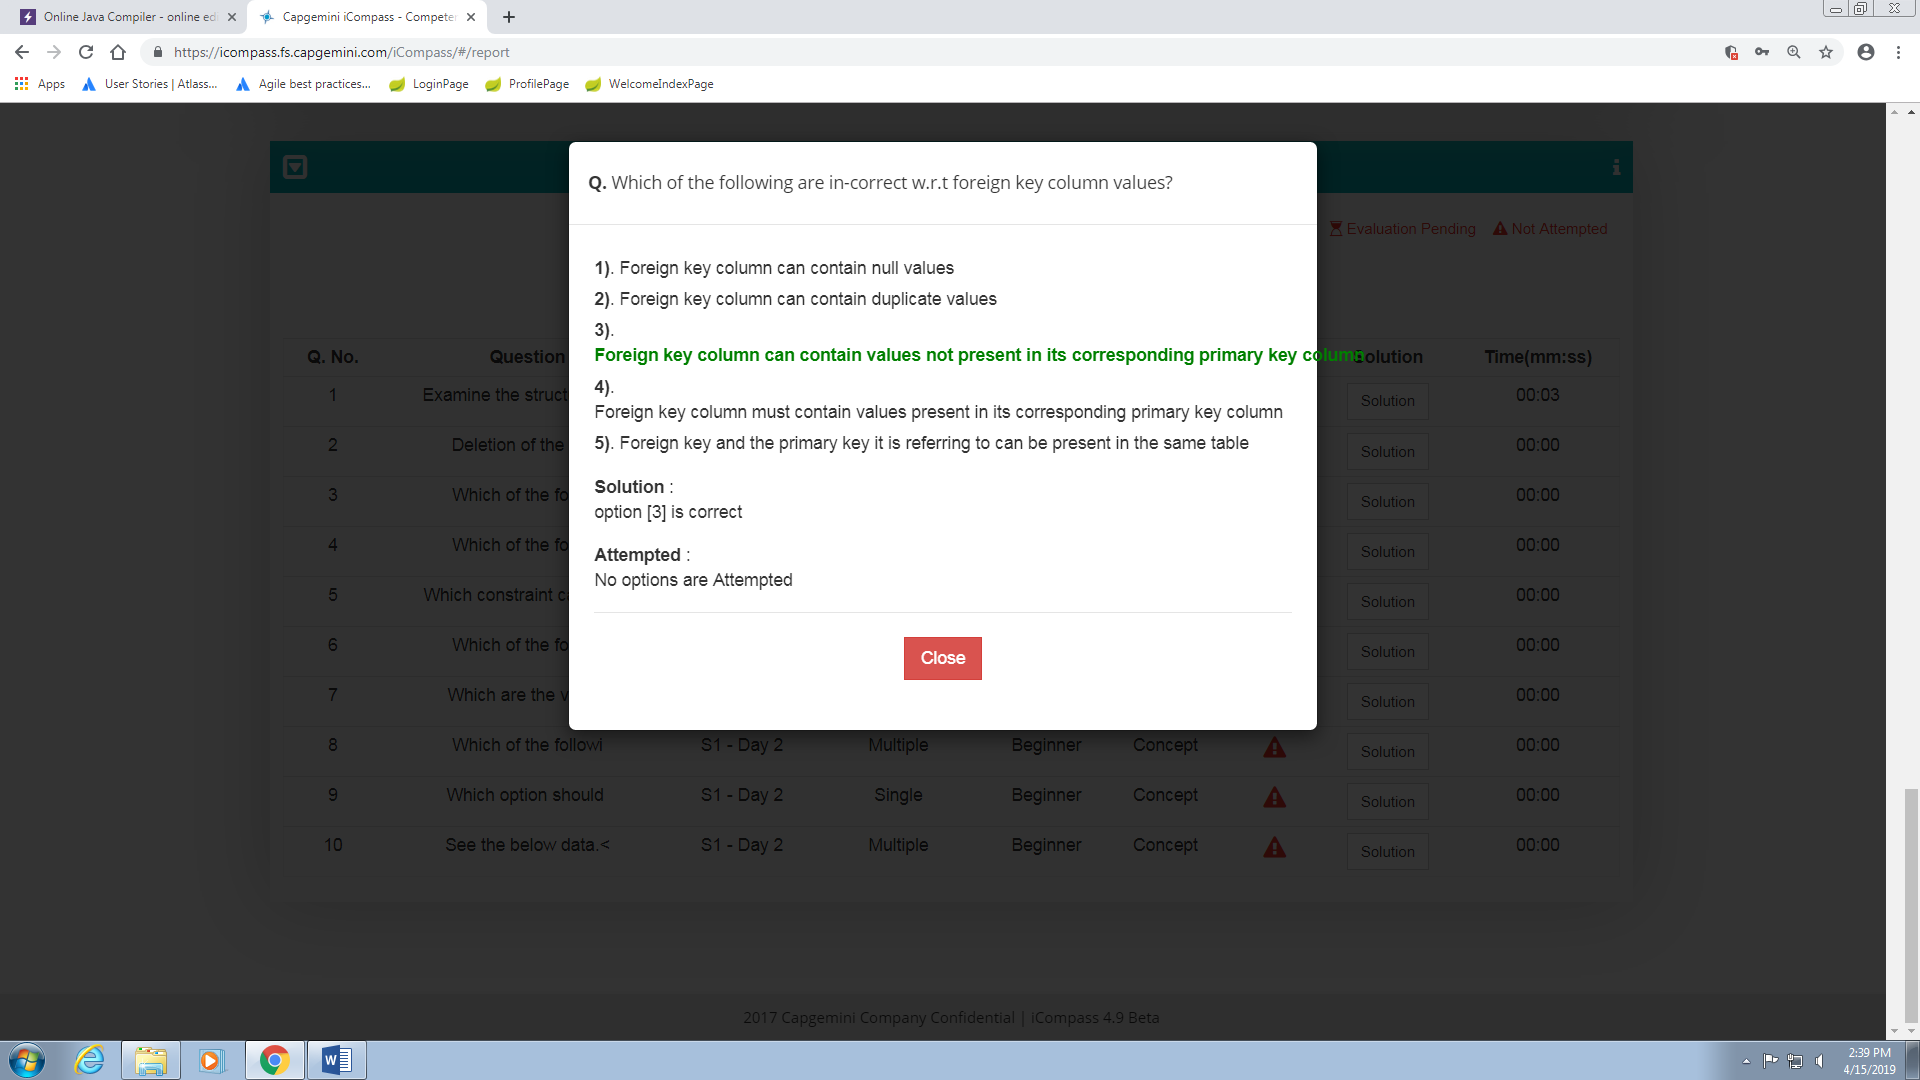 Online Java Compiler - online ed
Capgemini iCompass - Competer
https://icompass.fs.capgemini.com/iCompass/#/report
Apps
User Stories | Atlass...
Agile best practices...
LoginPage
ProfilePage
WelcomeIndexPage
Q. Which of the following are in-correct w.r.t foreign key column values?
Evaluation Pending
Not Attempted
1). Foreign key column can contain null values
2). Foreign key column can contain duplicate values
3).
Foreign key column can contain values not present in its corresponding primary key column
4).
Foreign key column must contain values present in its corresponding primary key column
5). Foreign key and the primary key it is referring to can be present in the same table
Solution :
option [3] is correct
Attempted :
No options are Attempted
Close
Q. No. Question Solution Time(mm:ss)
1 Examine the struct Solution 00:03
2 Deletion of the Solution 00:00
3 Which of the fo Solution 00:00
4 Which of the fo Solution 00:00
5 Which constraint c Solution 00:00
6 Which of the fo Solution 00:00
7 Which are the v Solution 00:00
8 Which of the followi S1 - Day 2 Multiple Beginner Concept Solution 00:00
9 Which option should S1 - Day 2 Single Beginner Concept Solution 00:00
10 See the below data.< S1 - Day 2 Multiple Beginner Concept Solution 00:00
2017 Capgemini Company Confidential | iCompass 4.9 Beta
2:39 PM
4/15/2019